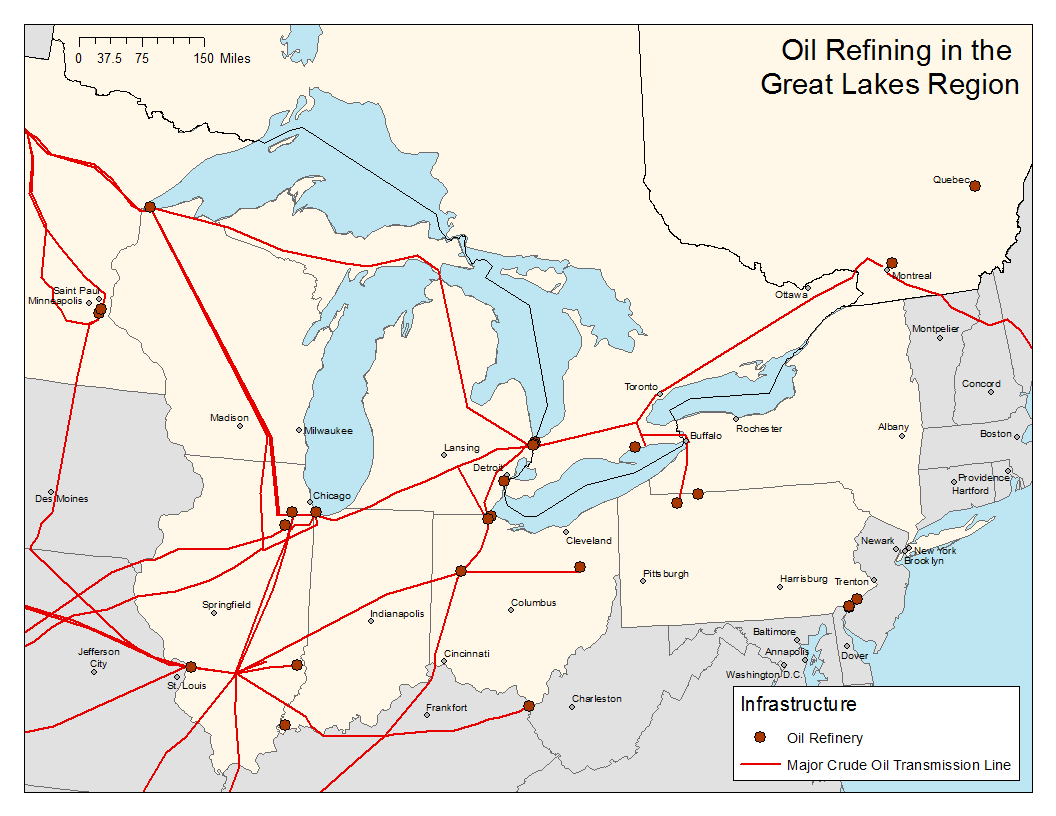 Oil Refining in the
Great Lakes Region
0 37.5 75 150 Miles
Quebec
Montreal
Ottawa
Saint Paul
Minneapolis
Montpelier
Toronto
Concord
Madison
Milwaukee
Rochester
Albany
Buffalo
Boston
Lansing
Detroit
Des Moines
Chicago
Providence
Hartford
Cleveland
Newark
New York
Brooklyn
Pittsburgh
Harrisburg
Trenton
Springfield
Columbus
Indianapolis
Baltimore
Jefferson
City
Cincinnati
Annapolis
Dover
St. Louis
Washington D.C.
Charleston
Frankfort
Infrastructure
Oil Refinery
Major Crude Oil Transmission Line